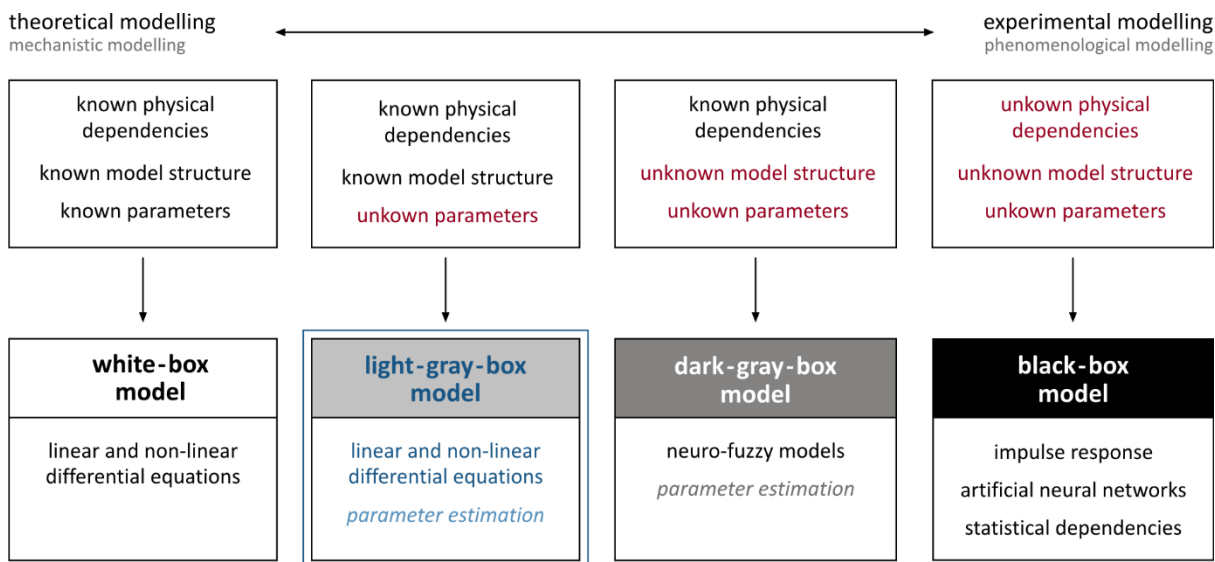 theoretical modelling
mechanistic modelling
experimental modelling
phenomenological modelling
known physical
dependencies
known model structure
known parameters
known physical
dependencies
known model structure
unkown parameters
known physical
dependencies
unknown model structure
unkown parameters
unkown physical
dependencies
unknown model structure
unkown parameters
white-box
model
linear and non-linear
differential equations
light-gray-box
model
linear and non-linear
differential equations
parameter estimation
dark-gray-box
model
neuro-fuzzy models
parameter estimation
black-box
model
impulse response
artificial neural networks
statistical dependencies